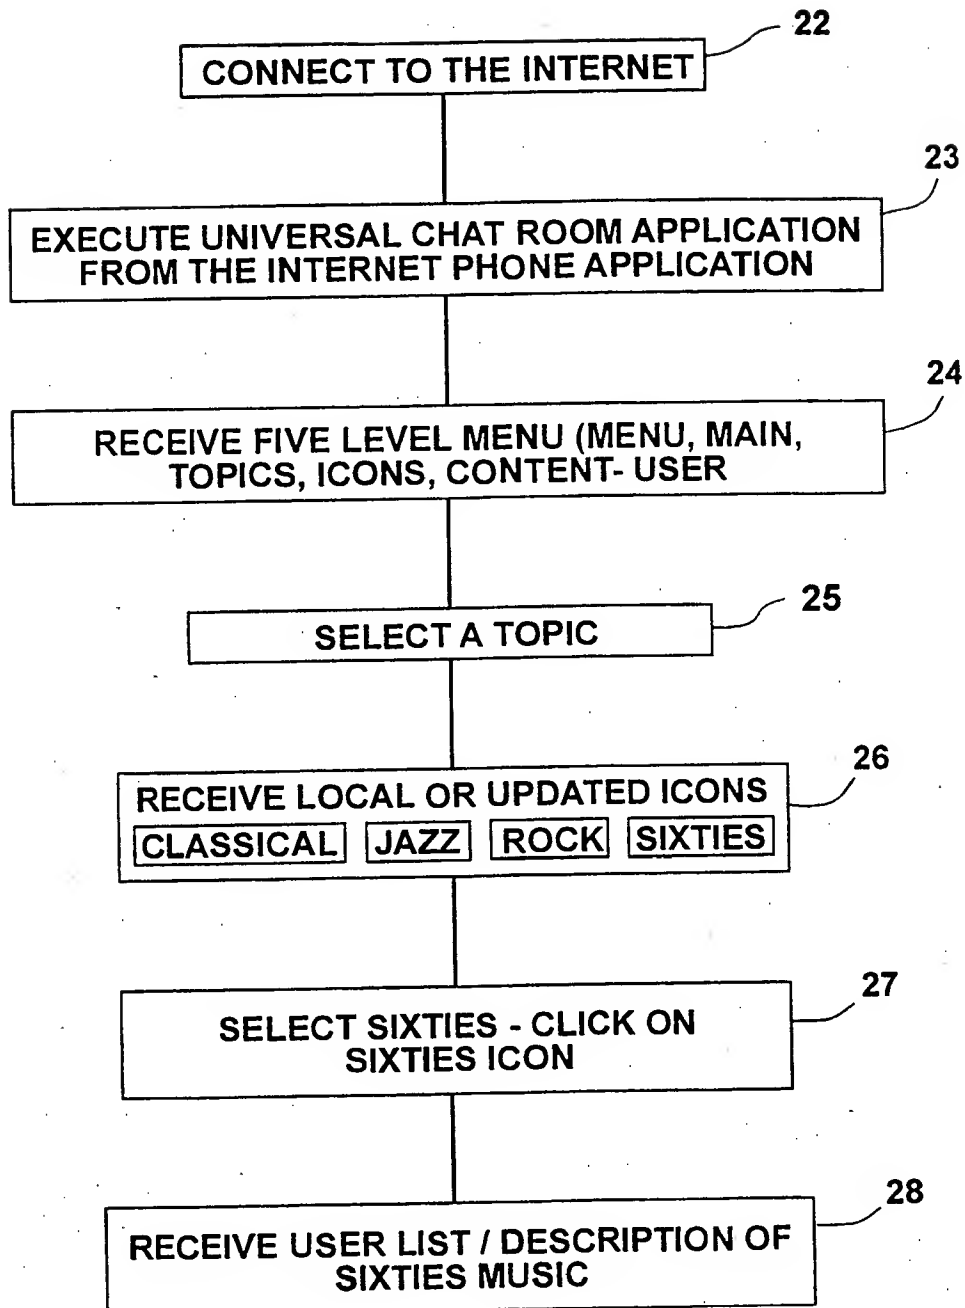 22
CONNECT TO THE INTERNET
23
EXECUTE UNIVERSAL CHAT ROOM APPLICATION
FROM THE INTERNET PHONE APPLICATION
24
RECEIVE FIVE LEVEL MENU (MENU, MAIN,
TOPICS, ICONS, CONTENT- USER
25
SELECT A TOPIC
26
RECEIVE LOCAL OR UPDATED ICONS
CLASSICAL JAZZ ROCK SIXTIES
27
SELECT SIXTIES - CLICK ON
SIXTIES ICON
28
RECEIVE USER LIST / DESCRIPTION OF
SIXTIES MUSIC